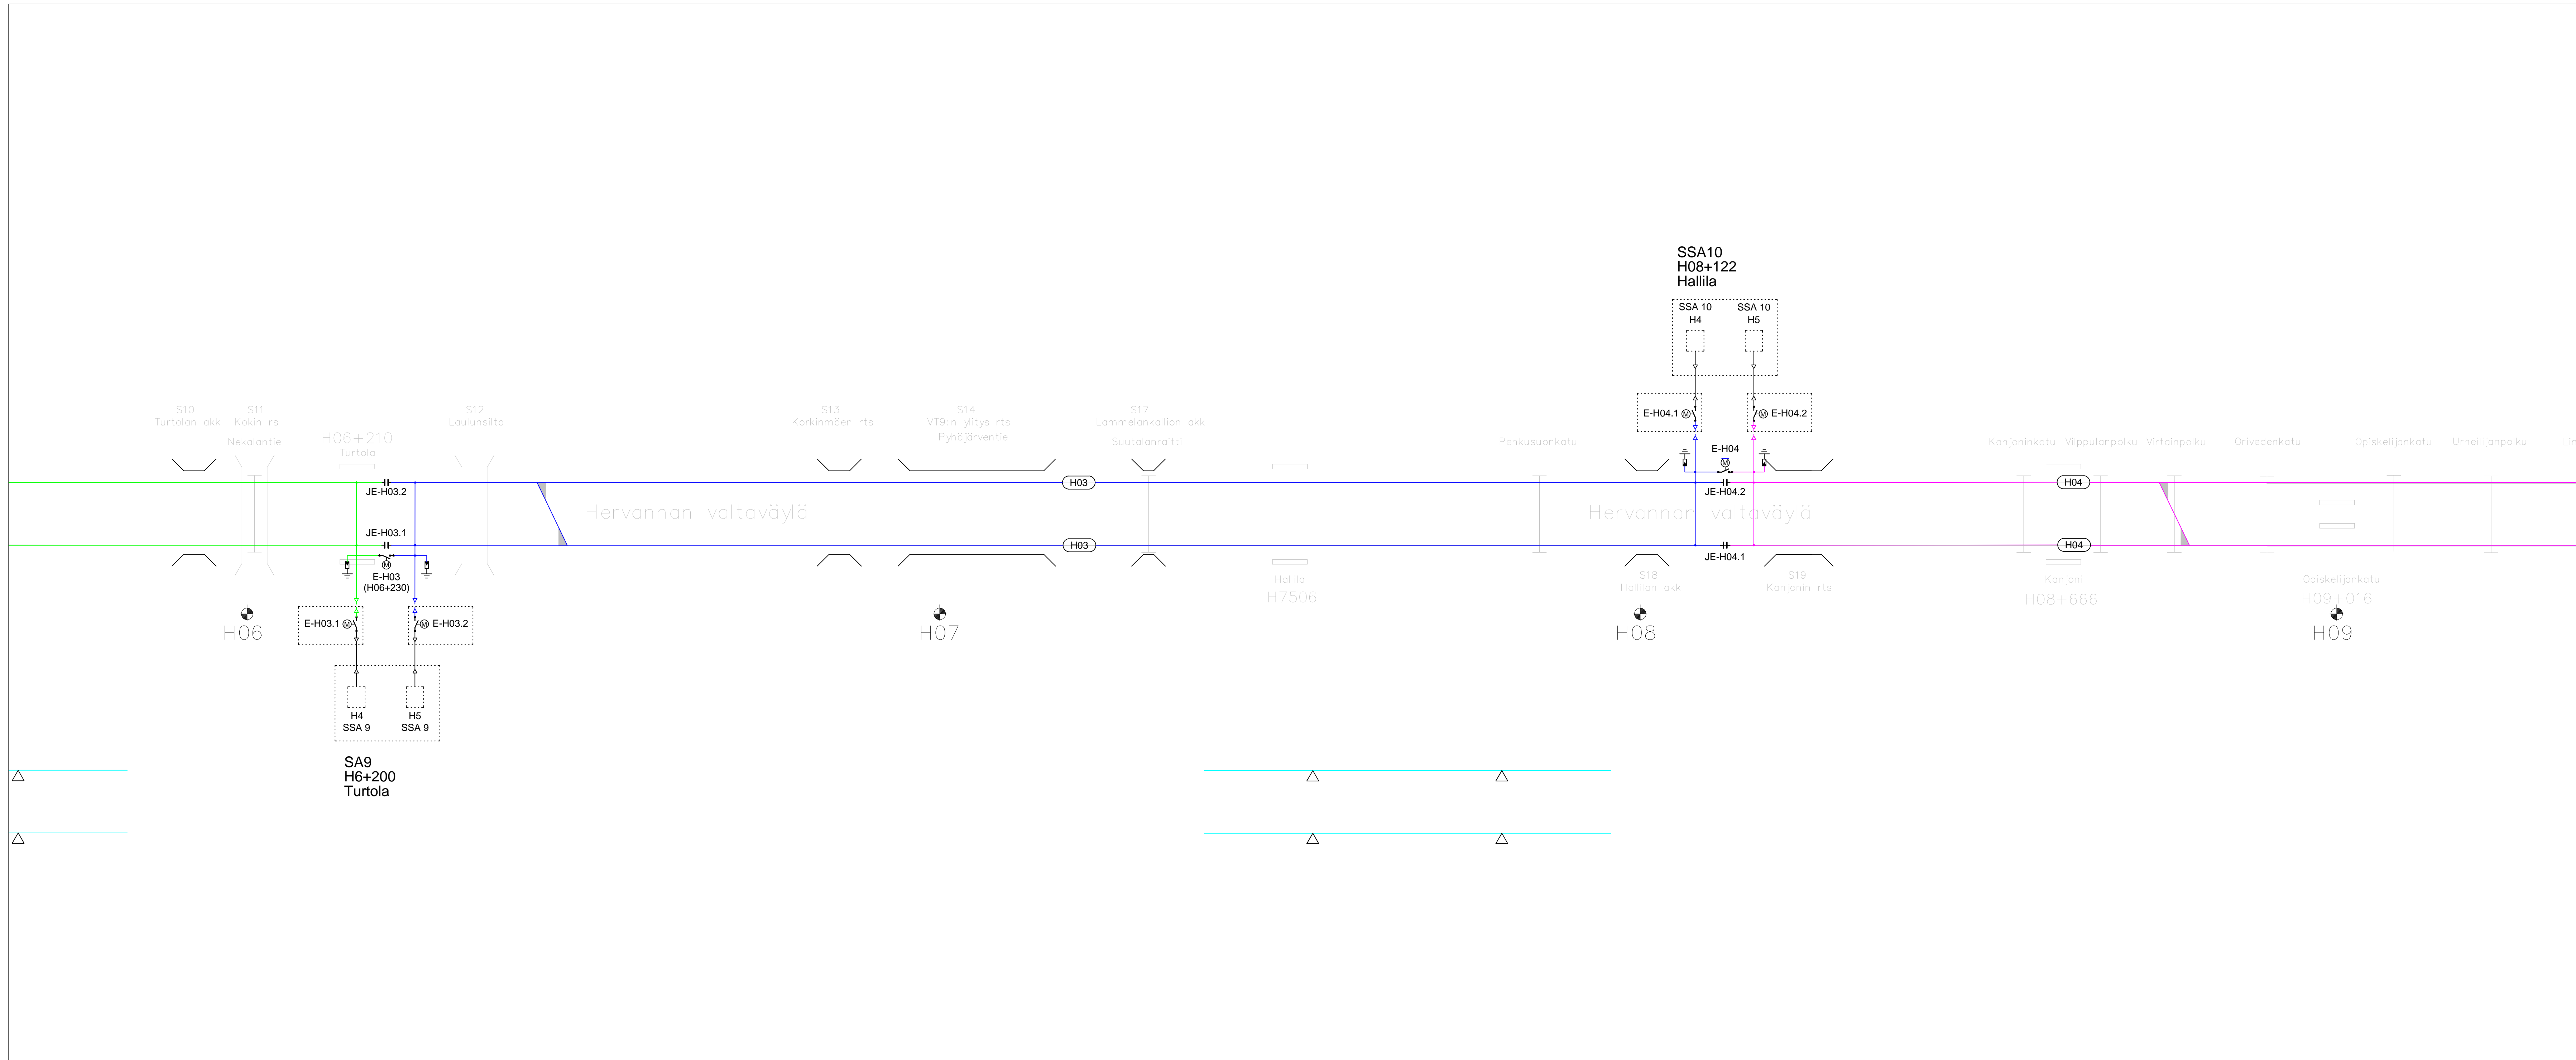 SSA10
H08+122
Hallila
SSA 10
SSA 10
H4
H5
E-H04.1
M
M
E-H04.2
S10
Turtolan akk
S11
Kokin rs
Nekalantie
H06+210
Turtola
S12
Laulunsilta
S13
Korkinmäen rts
S14
VT9:n ylitys rts
Pyhäjärventie
S17
Lammelankallion akk
Suutalanraitti
Pehkusuonkatu
E-H04
M
Kanjoninkatu
Vilppulanpolku
Virtainpolku
Orivedenkatu
Opiskelijankatu
Urheilijanpolku
JE-H03.2
H03
JE-H04.2
H04
Hervannan valtaväylä
Hervannan valtaväylä
JE-H03.1
H03
JE-H04.1
H04
M
E-H03
(H06+230)
Hallila
H7506
S18
Hallilan akk
S19
Kanjonin rts
Kanjoni
H08+666
Opiskelijankatu
H09+016
H06
E-H03.1
M
M
E-H03.2
H07
H08
H09
H4
H5
SSA 9
SSA 9
SA9
H6+200
Turtola